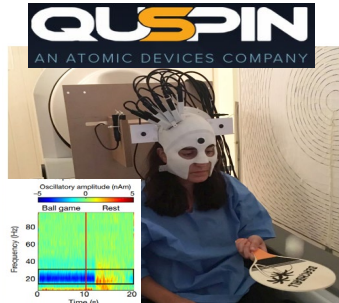 QUSPIN
AN ATOMIC DEVICES COMPANY
Oscillatory amplitude (nAm)
−5 0 5
Ball game Rest
Frequency (Hz)
80
60
40
20
0 10 20
Time (s)